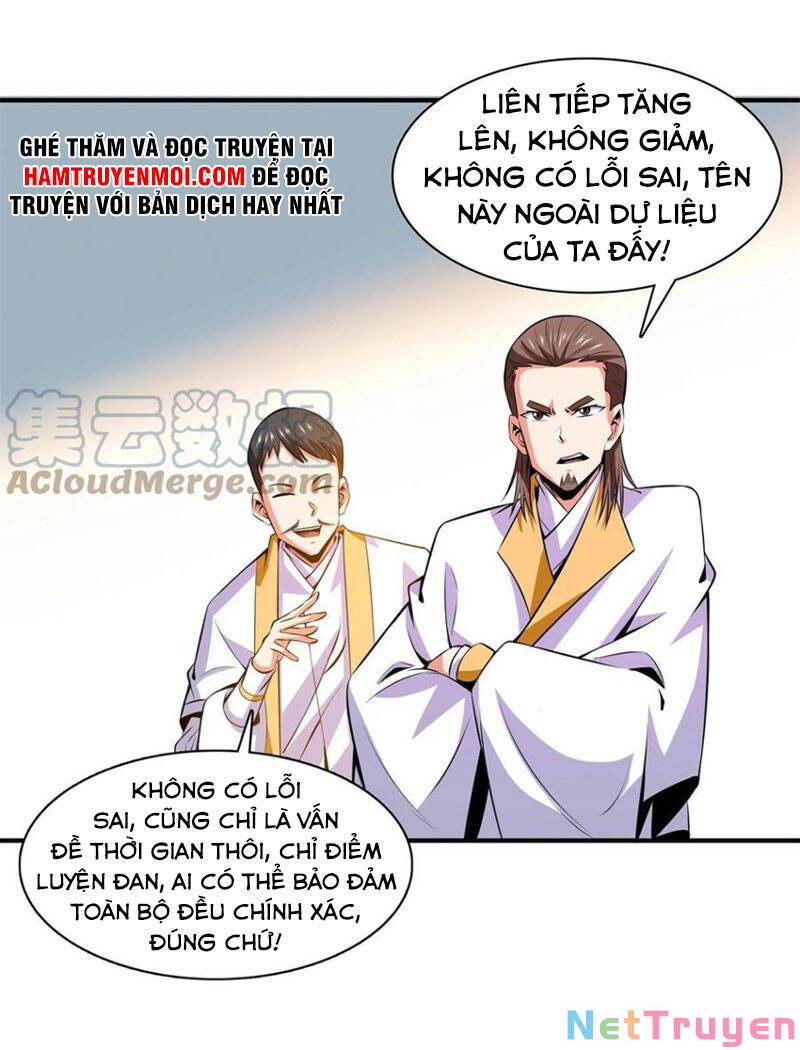 LIÊN TIẾP TĂNG
LÊN, KHÔNG GIẢM,
KHÔNG CÓ LỖI SAI, TÊN
NÀY NGOÀI DỰ LIỆU
CỦA TA ĐẤY!
GHÉ THĂM VÀ ĐỌC TRUYỆN TẠI
HAMTRUYENMOI.COM ĐỂ ĐỌC
TRUYỆN VỚI BẢN DỊCH HAY NHẤT
集云数据
ACloudMerge.com
KHÔNG CÓ LỖI
SAI, CŨNG CHỈ LÀ VẤN
ĐỀ THỜI GIAN THÔI, CHỈ ĐIỂM
LUYỆN ĐAN, AI CÓ THỂ BẢO ĐẢM
TOÀN BỘ ĐỀU CHÍNH XÁC,
ĐÚNG CHỨ!
NetTruyen